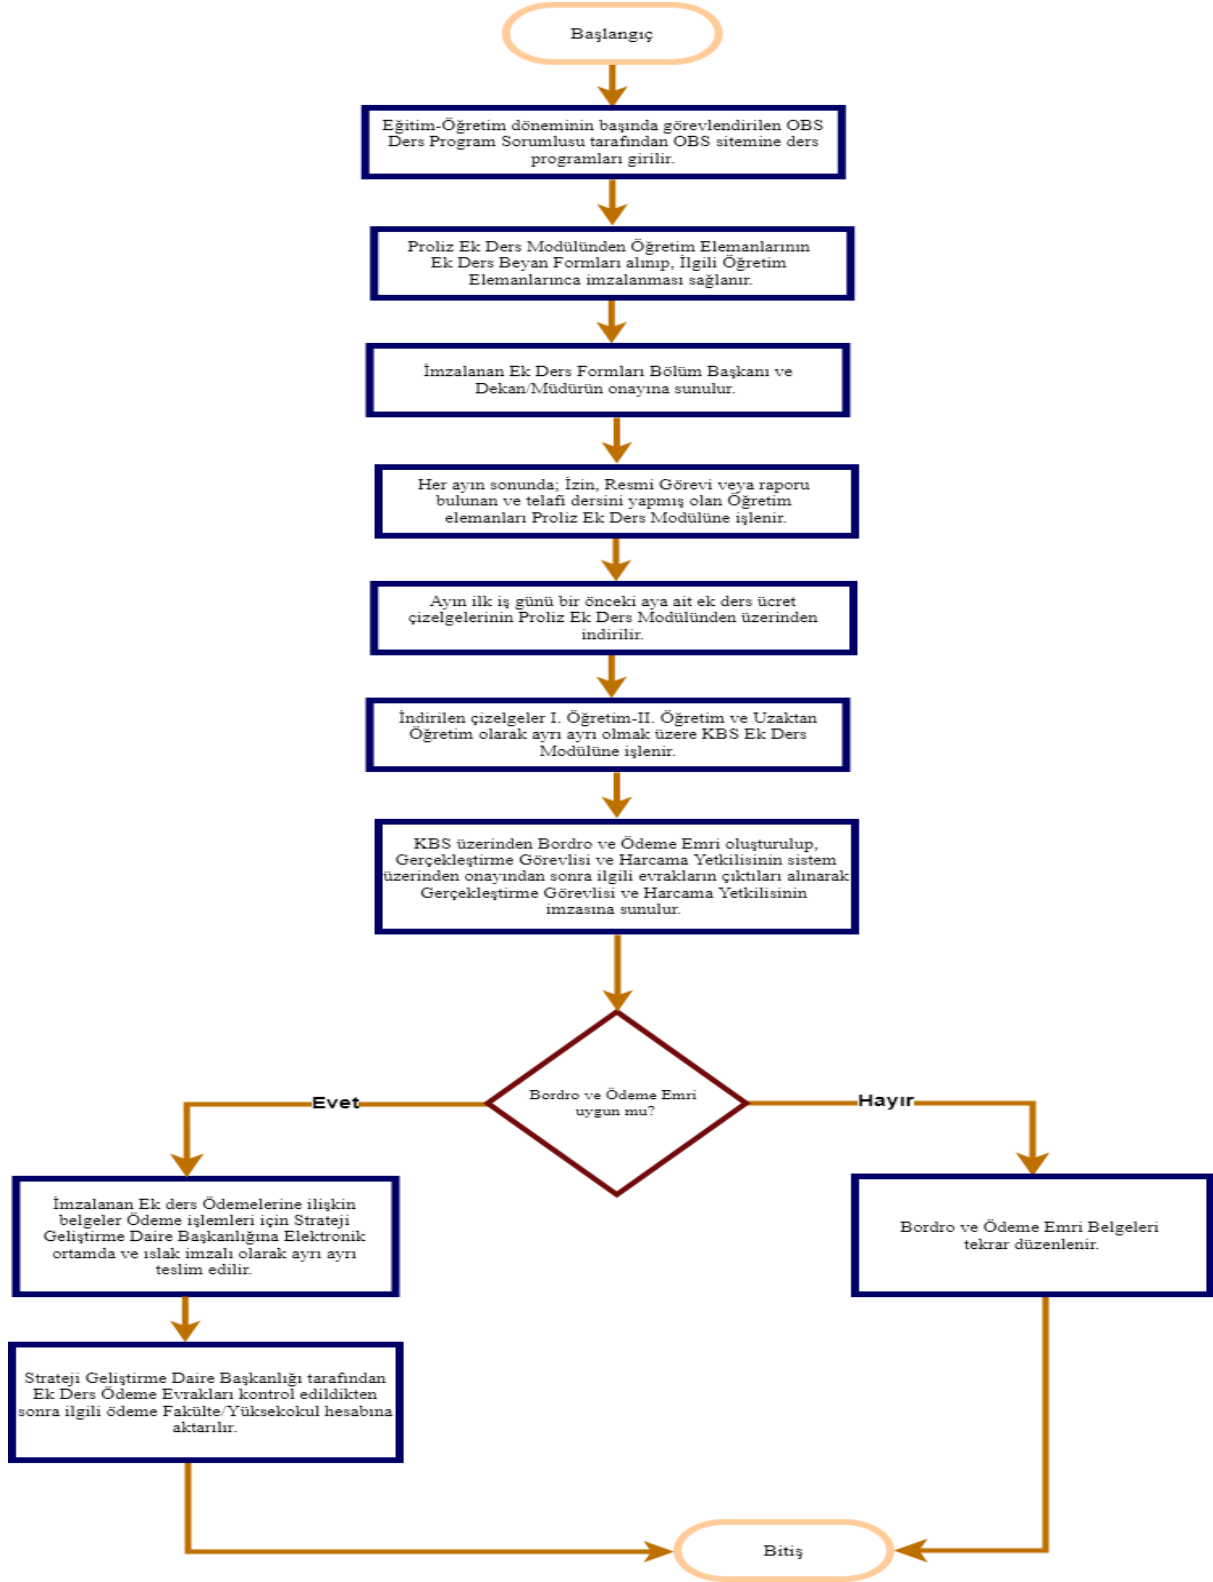 Başlangıç
Eğitim-Öğretim döneminin başında görevlendirilen OBS
Ders Program Sorumlusu tarafından OBS sitemine ders
programları girilir.
Proliz Ek Ders Modülünden Öğretim Elemanlarının
Ek Ders Beyan Formları alınıp, İlgili Öğretim
Elemanlarınca imzalanması sağlanır.
İmzalanan Ek Ders Formları Bölüm Başkanı ve
Dekan/Müdürün onayına sunulur.
Her ayın sonunda; İzin, Resmi Görevi veya raporu
bulunan ve telafi dersini yapmış olan Öğretim
elemanları Proliz Ek Ders Modülüne işlenir.
Ayın ilk iş günü bir önceki aya ait ek ders ücret
çizelgelerinin Proliz Ek Ders Modülünden üzerinden
indirilir.
İndirilen çizelgeler I. Öğretim-II. Öğretim ve Uzaktan
Öğretim olarak ayrı ayrı olmak üzere KBS Ek Ders
Modülüne işlenir.
KBS üzerinden Bordro ve Ödeme Emri oluşturulup,
Gerçekleştirme Görevlisi ve Harcama Yetkilisinin sistem
üzerinden onayından sonra ilgili evrakların çıktıları alınarak
Gerçekleştirme Görevlisi ve Harcama Yetkilisinin
imzasına sunulur.
Bordro ve Ödeme Emri
uygun mu?
Evet
Hayır
İmzalanan Ek ders Ödemelerine ilişkin
belgeler Ödeme işlemleri için Strateji
Geliştirme Daire Başkanlığına Elektronik
ortamda ve ıslak imzalı olarak ayrı ayrı
teslim edilir.
Bordro ve Ödeme Emri Belgeleri
tekrar düzenlenir.
Strateji Geliştirme Daire Başkanlığı tarafından
Ek Ders Ödeme Evrakları kontrol edildikten
sonra ilgili ödeme Fakülte/Yüksekokul hesabına
aktarılır.
Bitiş